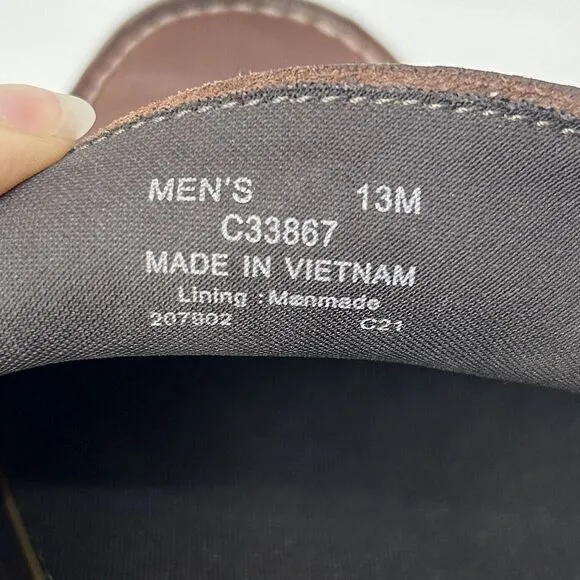 MEN'S 13M
C33867
MADE IN VIETNAM
Lining : Manmade
207802 C21